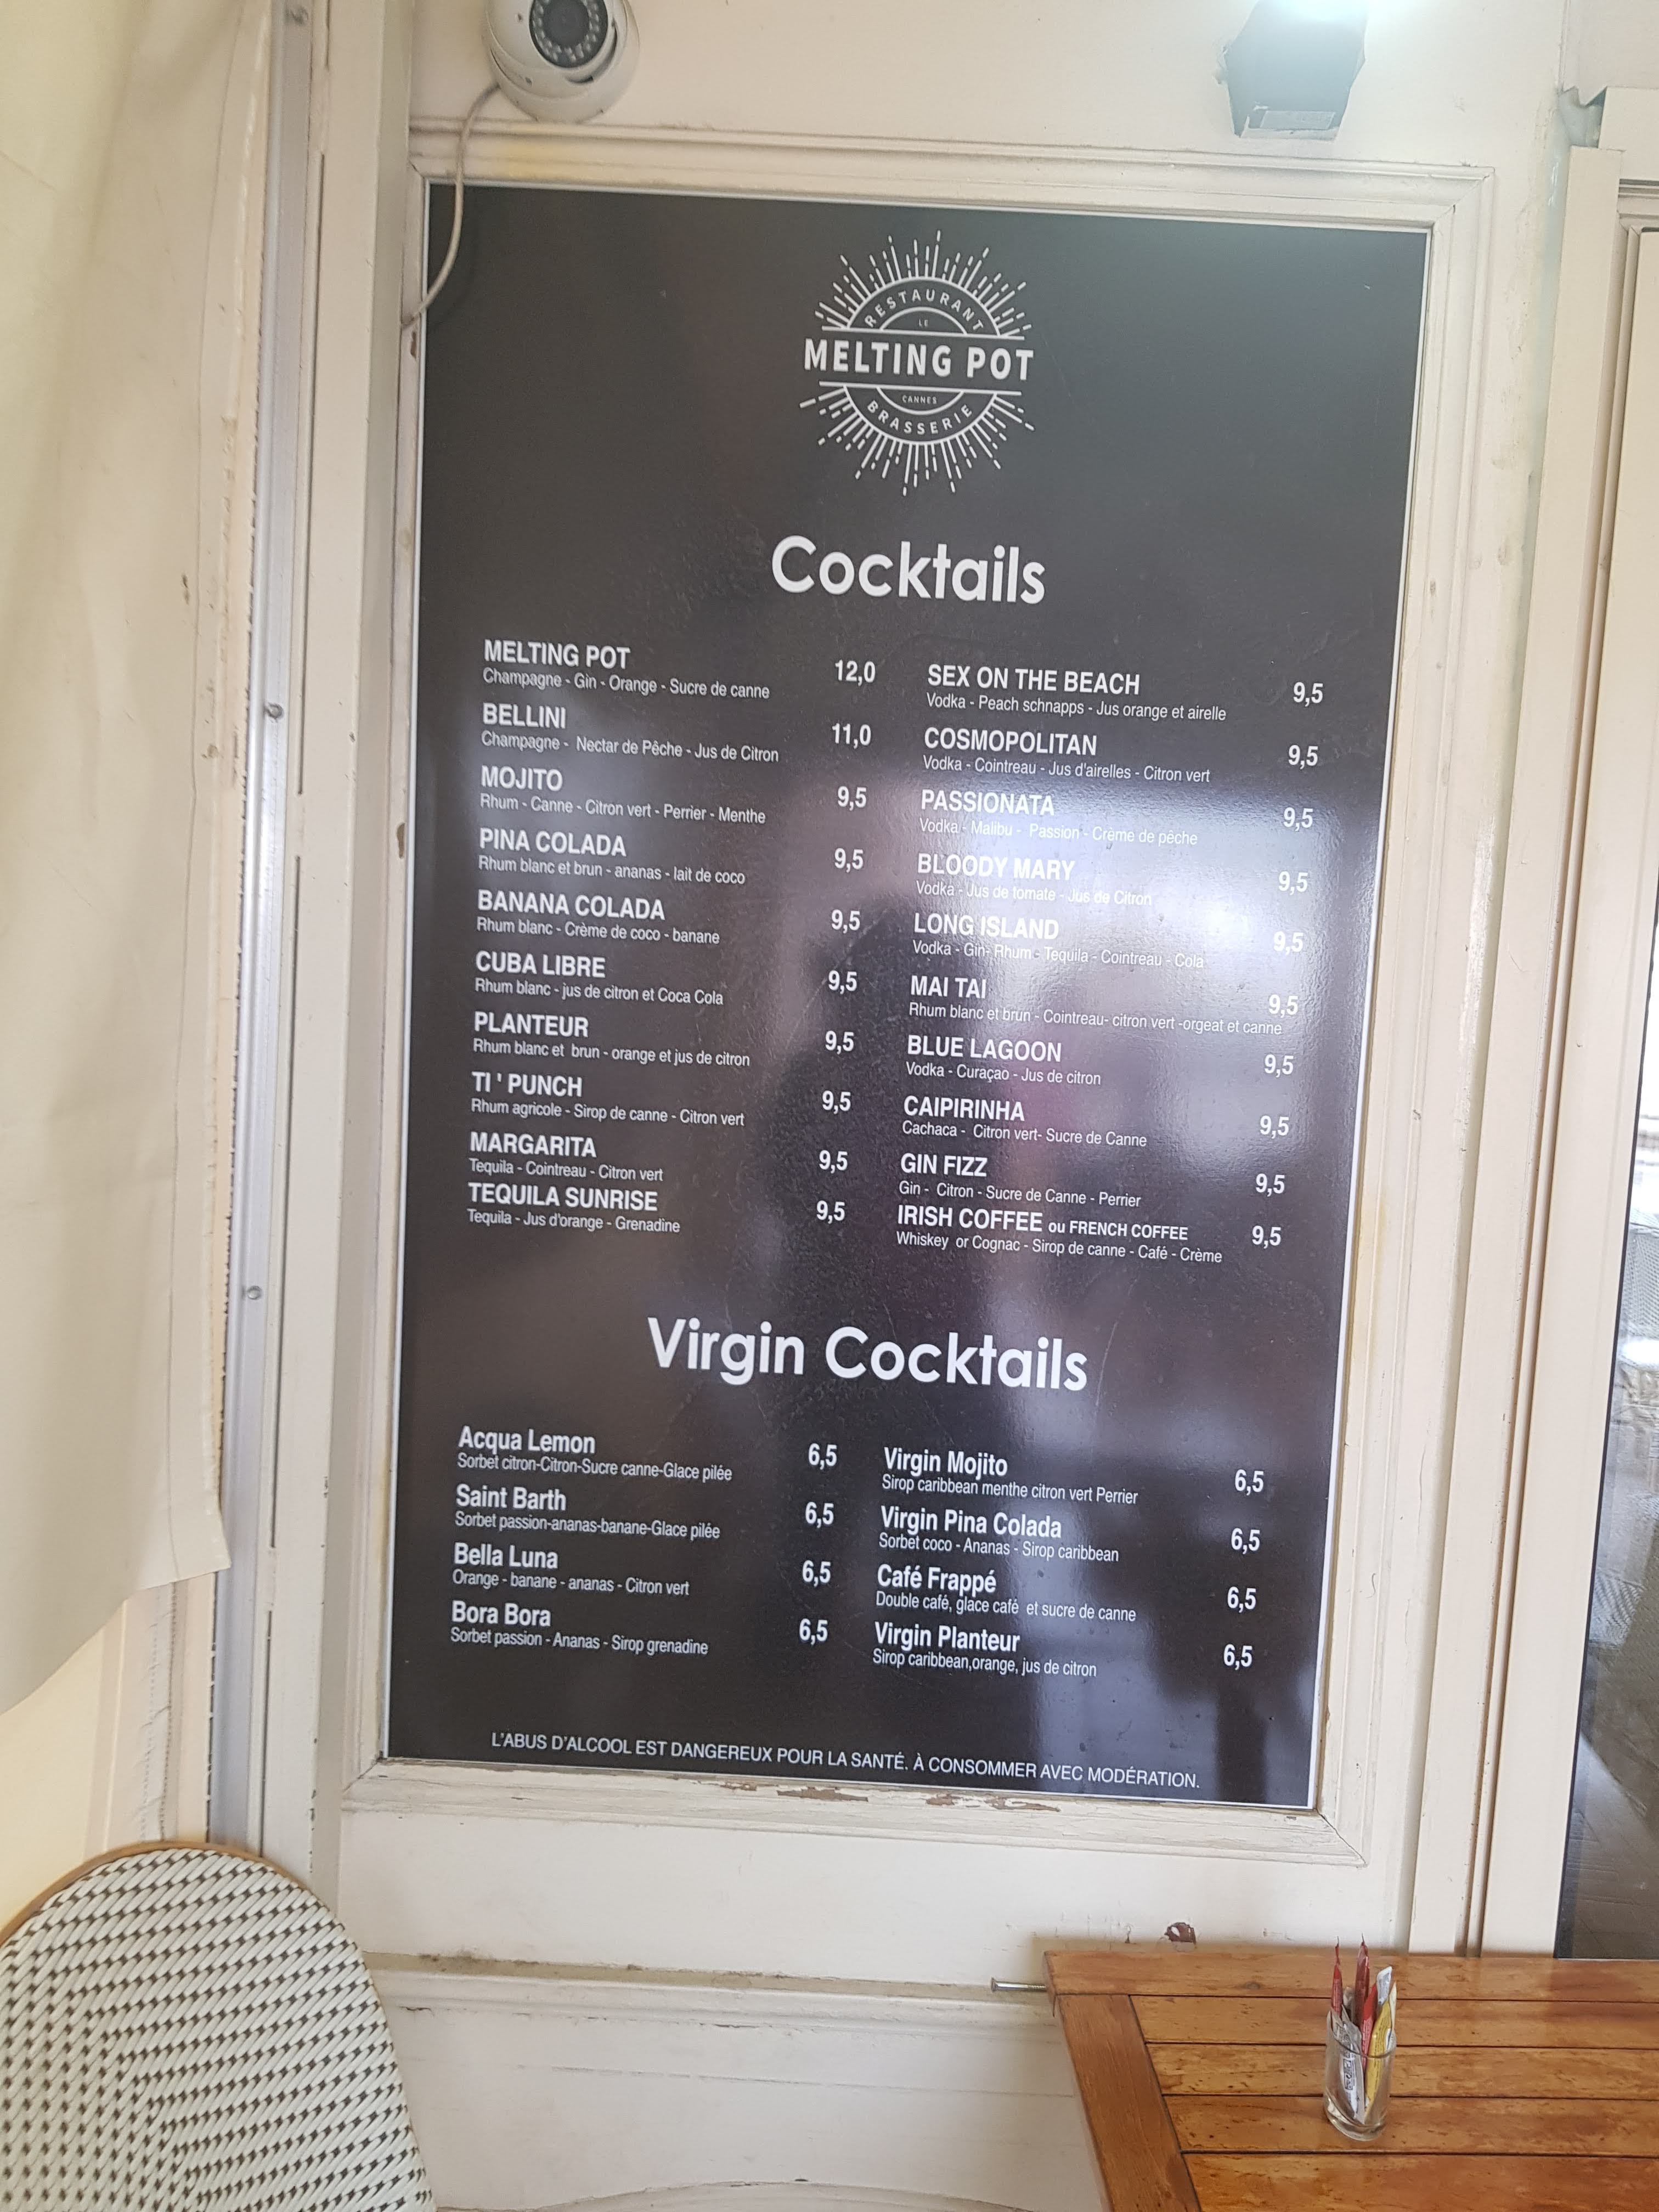 RESTAURANT
LE
MELTING POT
CANNES
BRASSERIE
Cocktails
MELTING POT 12,0
Champagne - Gin - Orange - Sucre de canne
BELLINI 11,0
Champagne - Nectar de Pêche - Jus de Citron
MOJITO 9,5
Rhum - Canne - Citron vert - Perrier - Menthe
PINA COLADA 9,5
Rhum blanc et brun - ananas - lait de coco
BANANA COLADA 9,5
Rhum blanc - Crème de coco - banane
CUBA LIBRE 9,5
Rhum blanc - jus de citron et Coca Cola
PLANTEUR 9,5
Rhum blanc et brun - orange et jus de citron
TI ' PUNCH 9,5
Rhum agricole - Sirop de canne - Citron vert
MARGARITA 9,5
Tequila - Cointreau - Citron vert
TEQUILA SUNRISE 9,5
Tequila - Jus d'orange - Grenadine
SEX ON THE BEACH 9,5
Vodka - Peach schnapps - Jus orange et airelle
COSMOPOLITAN 9,5
Vodka - Cointreau - Jus d'airelles - Citron vert
PASSIONATA 9,5
Vodka - Malibu - Passion - Crème de pêche
BLOODY MARY 9,5
Vodka - Jus de tomate - Jus de Citron
LONG ISLAND 9,5
Vodka - Gin- Rhum - Tequila - Cointreau - Cola
MAI TAI 9,5
Rhum blanc et brun - Cointreau- citron vert -orgeat et canne
BLUE LAGOON 9,5
Vodka - Curaçao - Jus de citron
CAIPIRINHA 9,5
Cachaca - Citron vert- Sucre de Canne
GIN FIZZ 9,5
Gin - Citron - Sucre de Canne - Perrier
IRISH COFFEE ou FRENCH COFFEE 9,5
Whiskey or Cognac - Sirop de canne - Café - Crème
Virgin Cocktails
Acqua Lemon 6,5
Sorbet citron-Citron-Sucre canne-Glace pilée
Saint Barth 6,5
Sorbet passion-ananas-banane-Glace pilée
Bella Luna 6,5
Orange - banane - ananas - Citron vert
Bora Bora 6,5
Sorbet passion - Ananas - Sirop grenadine
Virgin Mojito 6,5
Sirop caribbean menthe citron vert Perrier
Virgin Pina Colada 6,5
Sorbet coco - Ananas - Sirop caribbean
Café Frappé 6,5
Double café, glace café et sucre de canne
Virgin Planteur 6,5
Sirop caribbean,orange, jus de citron
L'ABUS D'ALCOOL EST DANGEREUX POUR LA SANTÉ. À CONSOMMER AVEC MODÉRATION.